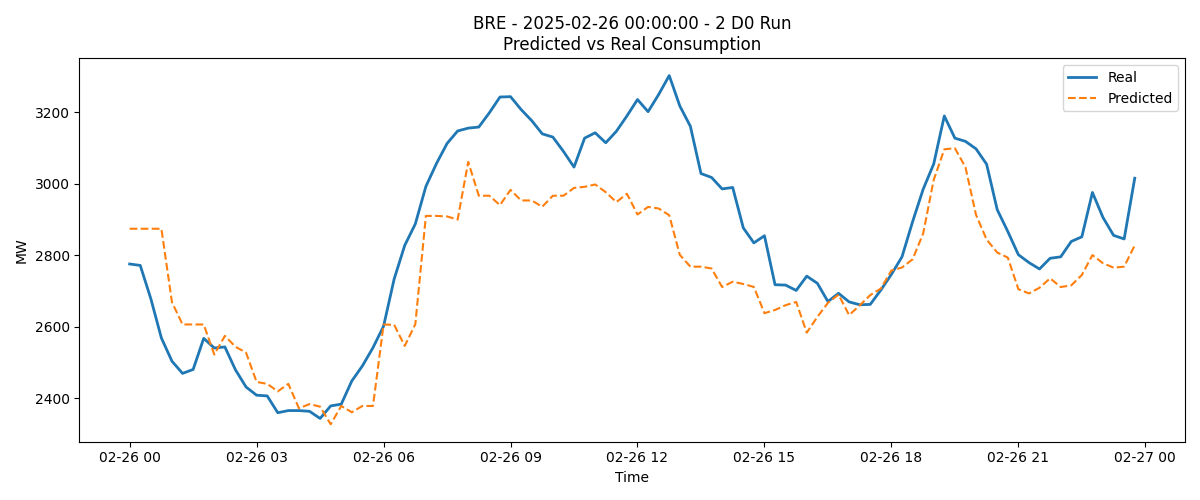 BRE - 2025-02-26 00:00:00 - 2 D0 Run
Predicted vs Real Consumption
Real
Predicted
MW
3200
3000
2800
2600
2400
02-26 00
02-26 03
02-26 06
02-26 09
02-26 12
02-26 15
02-26 18
02-26 21
02-27 00
Time